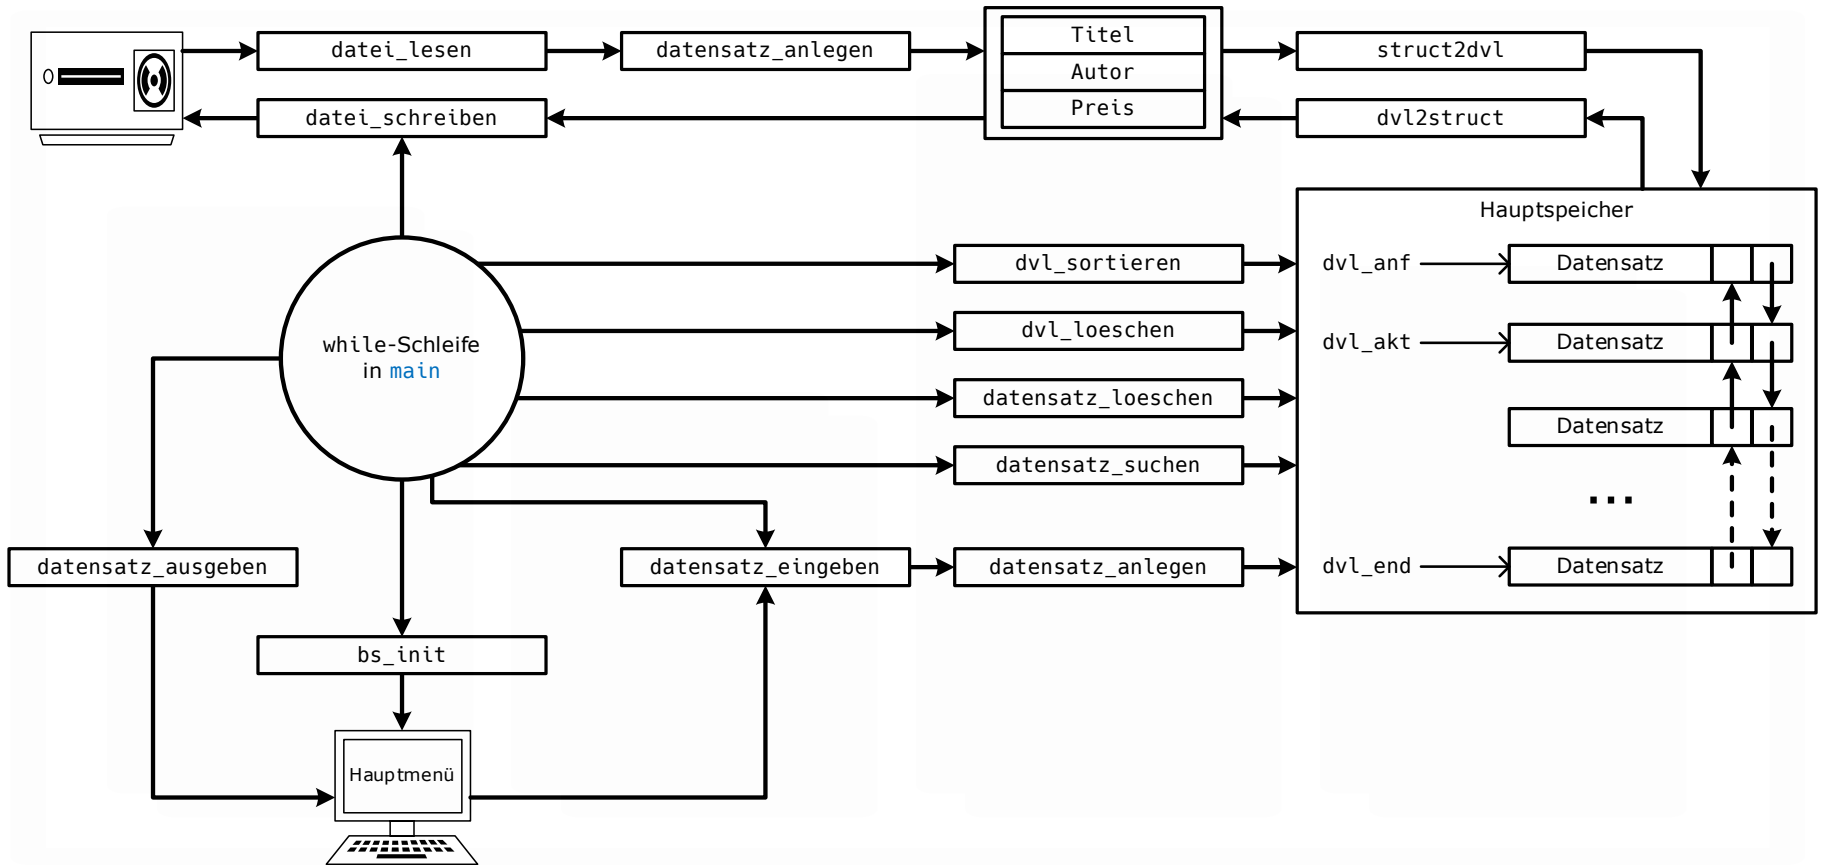 datei_lesen
datensatz_anlegen
Titel
Autor
Preis
struct2dvl
datei_schreiben
dvl2struct
Hauptspeicher
dvl_sortieren
dvl_anf
Datensatz
dvl_loeschen
dvl_akt
Datensatz
while-Schleife
in main
datensatz_loeschen
Datensatz
datensatz_suchen
...
datensatz_ausgeben
datensatz_eingeben
datensatz_anlegen
dvl_end
Datensatz
bs_init
Hauptmenü